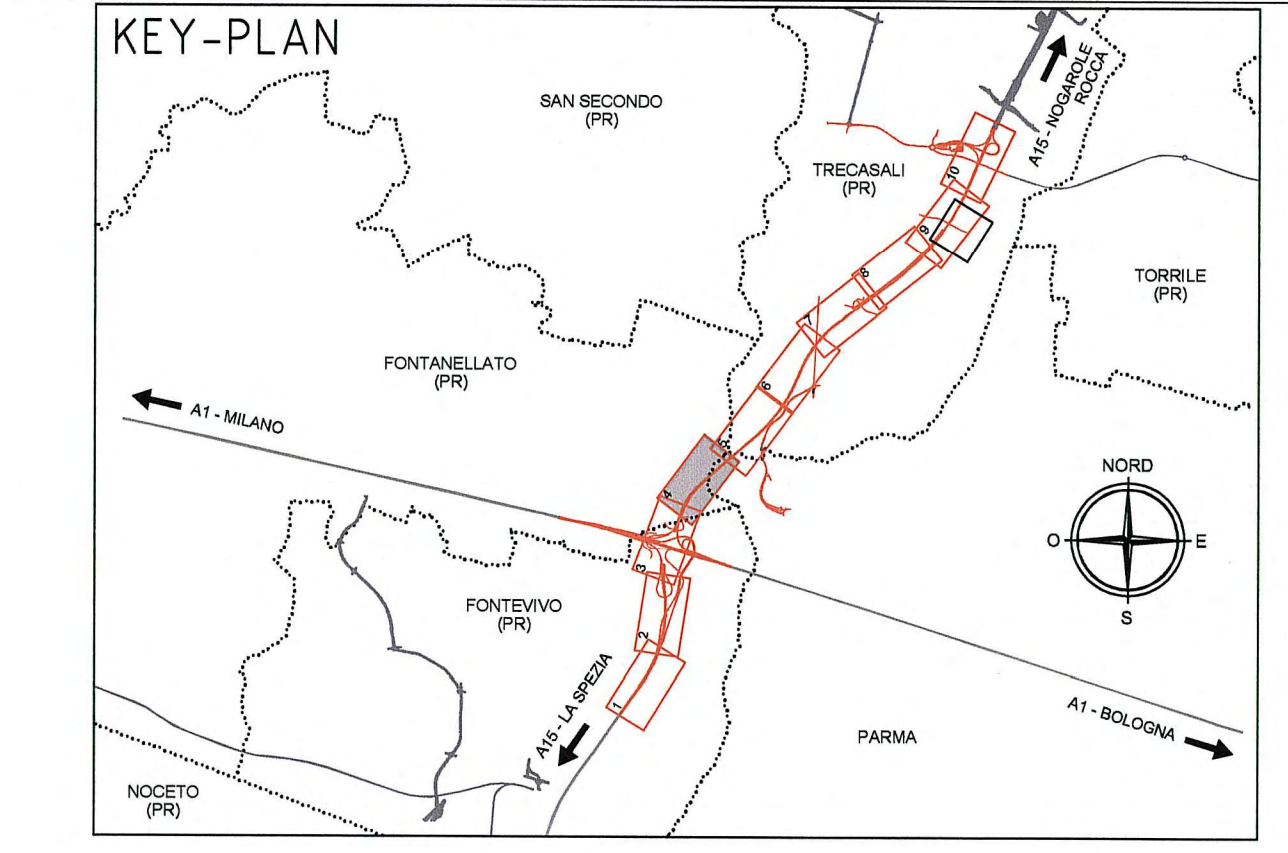 KEY-PLAN
SAN SECONDO
(PR)
A15 - NOGAROLE
ROCCA
TRECASALI
(PR)
10
9
8
TORRILE
(PR)
7
FONTANELLATO
(PR)
6
A1 - MILANO
5
NORD
4
O
E
3
S
FONTEVIVO
(PR)
2
A15 - LA SPEZIA
1
A1 - BOLOGNA
PARMA
NOCETO
(PR)